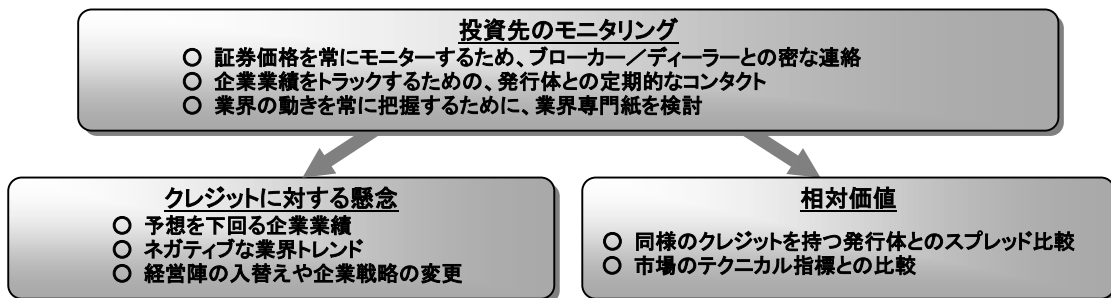 投資先のモニタリング
○ 証券価格を常にモニターするため、ブローカー／ディーラーとの密な連絡
○ 企業業績をトラックするための、発行体との定期的なコンタクト
○ 業界の動きを常に把握するために、業界専門紙を検討
クレジットに対する懸念
○ 予想を下回る企業業績
○ ネガティブな業界トレンド
○ 経営陣の入替えや企業戦略の変更
相対価値
○ 同様のクレジットを持つ発行体とのスプレッド比較
○ 市場のテクニカル指標との比較